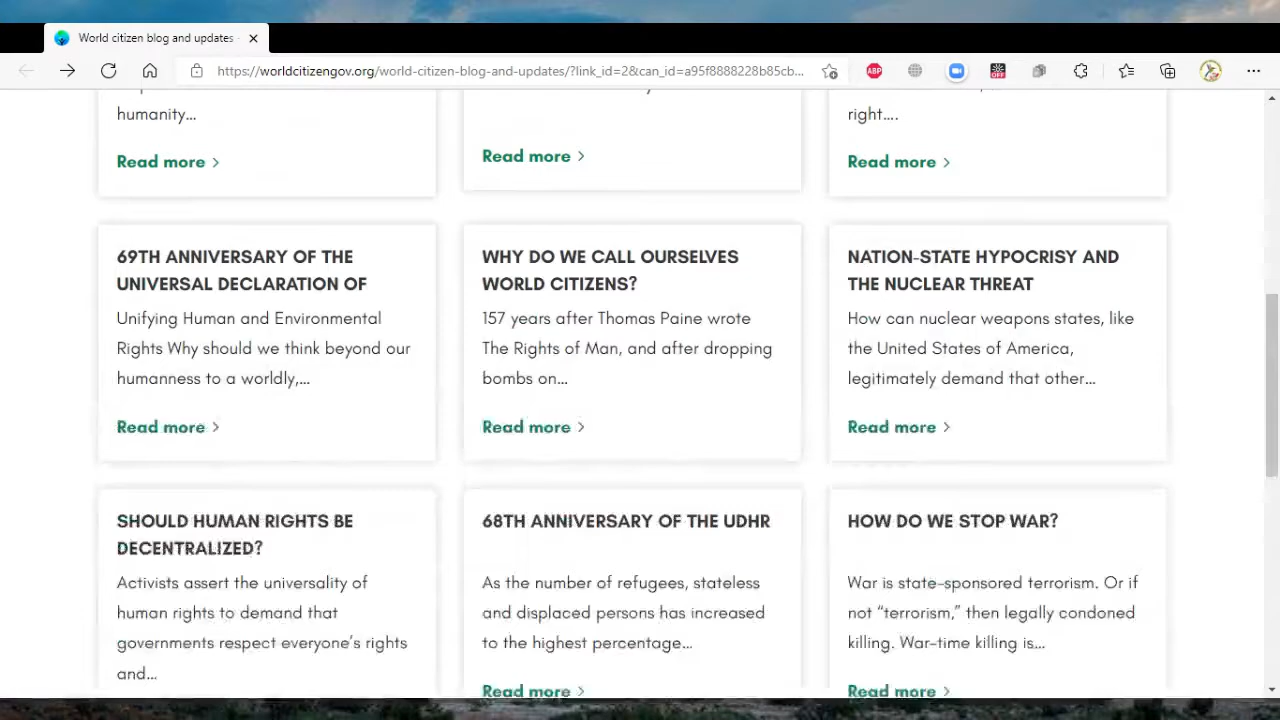 World citizen blog and updates
https://worldcitizengov.org/world-citizen-blog-and-updates/?link_id=2&can_id=a95f8888228b85cb...
ABP
OFF
humanity...
Read more
Read more
right....
Read more
69TH ANNIVERSARY OF THE
UNIVERSAL DECLARATION OF
Unifying Human and Environmental
Rights Why should we think beyond our
humanness to a worldly,...
Read more
WHY DO WE CALL OURSELVES
WORLD CITIZENS?
157 years after Thomas Paine wrote
The Rights of Man, and after dropping
bombs on...
Read more
NATION-STATE HYPOCRISY AND
THE NUCLEAR THREAT
How can nuclear weapons states, like
the United States of America,
legitimately demand that other...
Read more
SHOULD HUMAN RIGHTS BE
DECENTRALIZED?
Activists assert the universality of
human rights to demand that
governments respect everyone's rights
and...
68TH ANNIVERSARY OF THE UDHR
As the number of refugees, stateless
and displaced persons has increased
to the highest percentage...
Read more
HOW DO WE STOP WAR?
War is state-sponsored terrorism. Or if
not “terrorism,” then legally condoned
killing. War-time killing is...
Read more